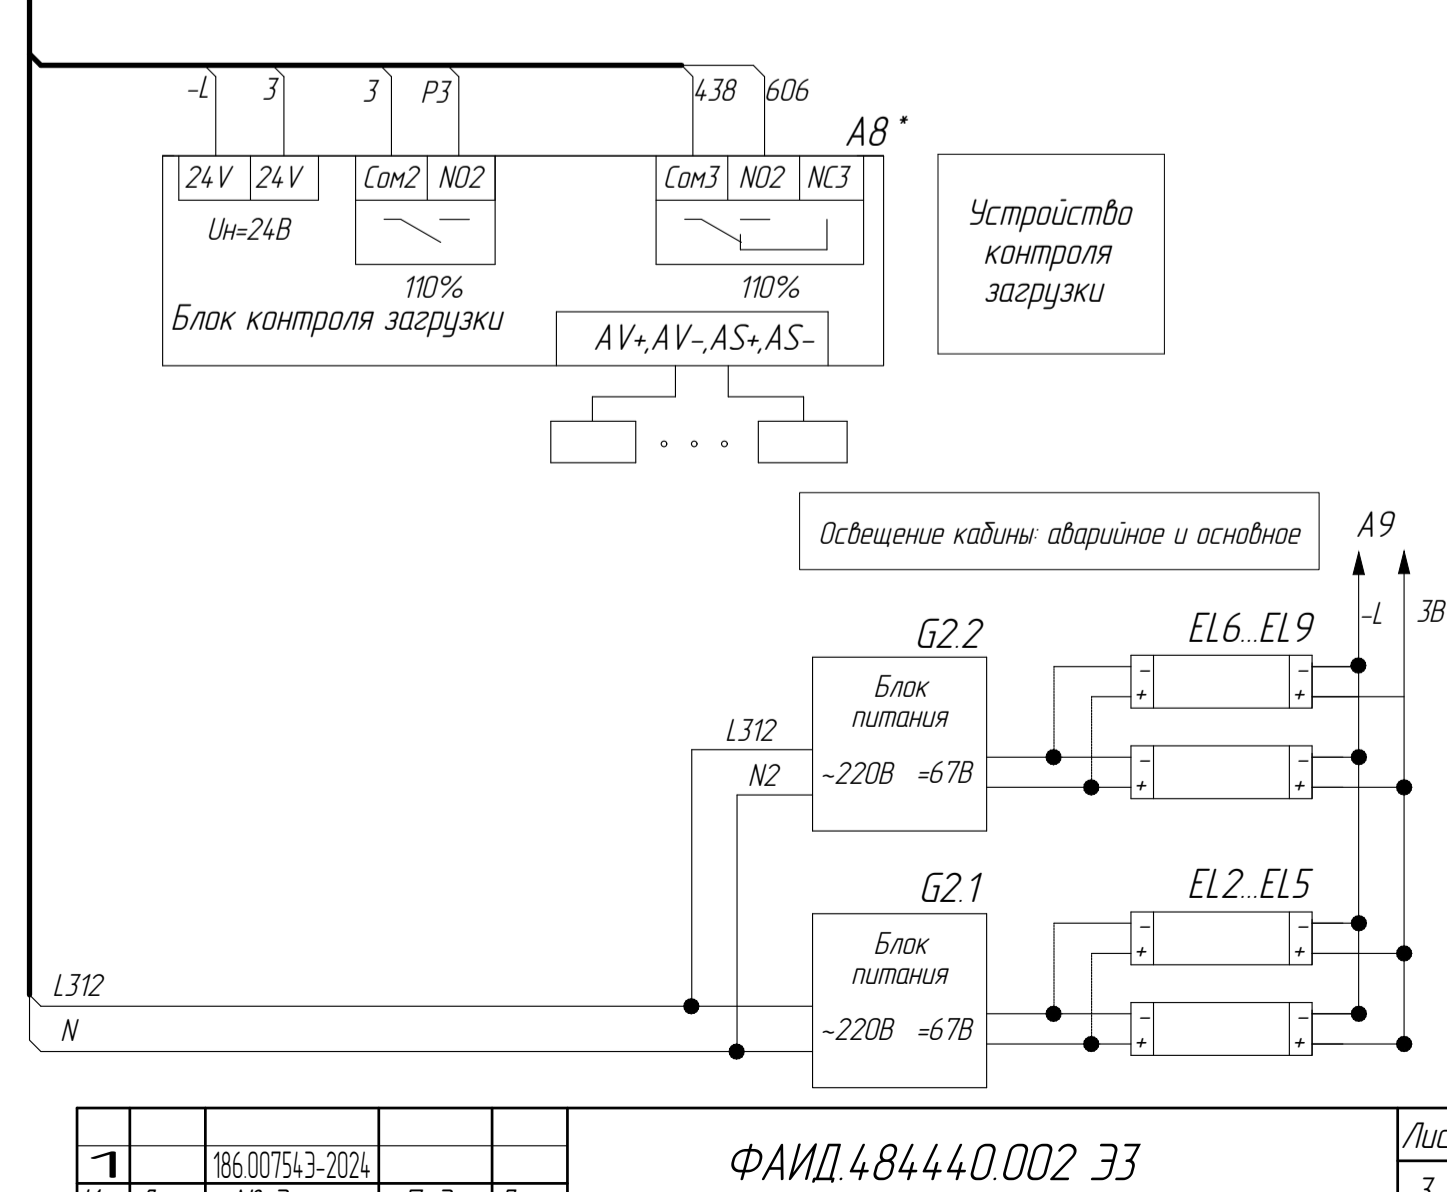 -L 3 3 P3 438 606
A8 *
24V 24V Com2 NO2 Com3 NO2 NC3
Uн=24В
110% 110%
Блок контроля загрузки
AV+,AV-,AS+,AS-
Устройство
контроля
загрузки
Освещение кабины: аварийное и основное
A9
-L 3В
G2.2
EL6...EL9
Блок
питания
~220В =67В
L312
N2
- +
- +
- +
- +
G2.1
EL2...EL5
Блок
питания
~220В =67В
- +
- +
- +
- +
L312
N
1 186.00754Э-2024
ФАИД.484440.002 Э3